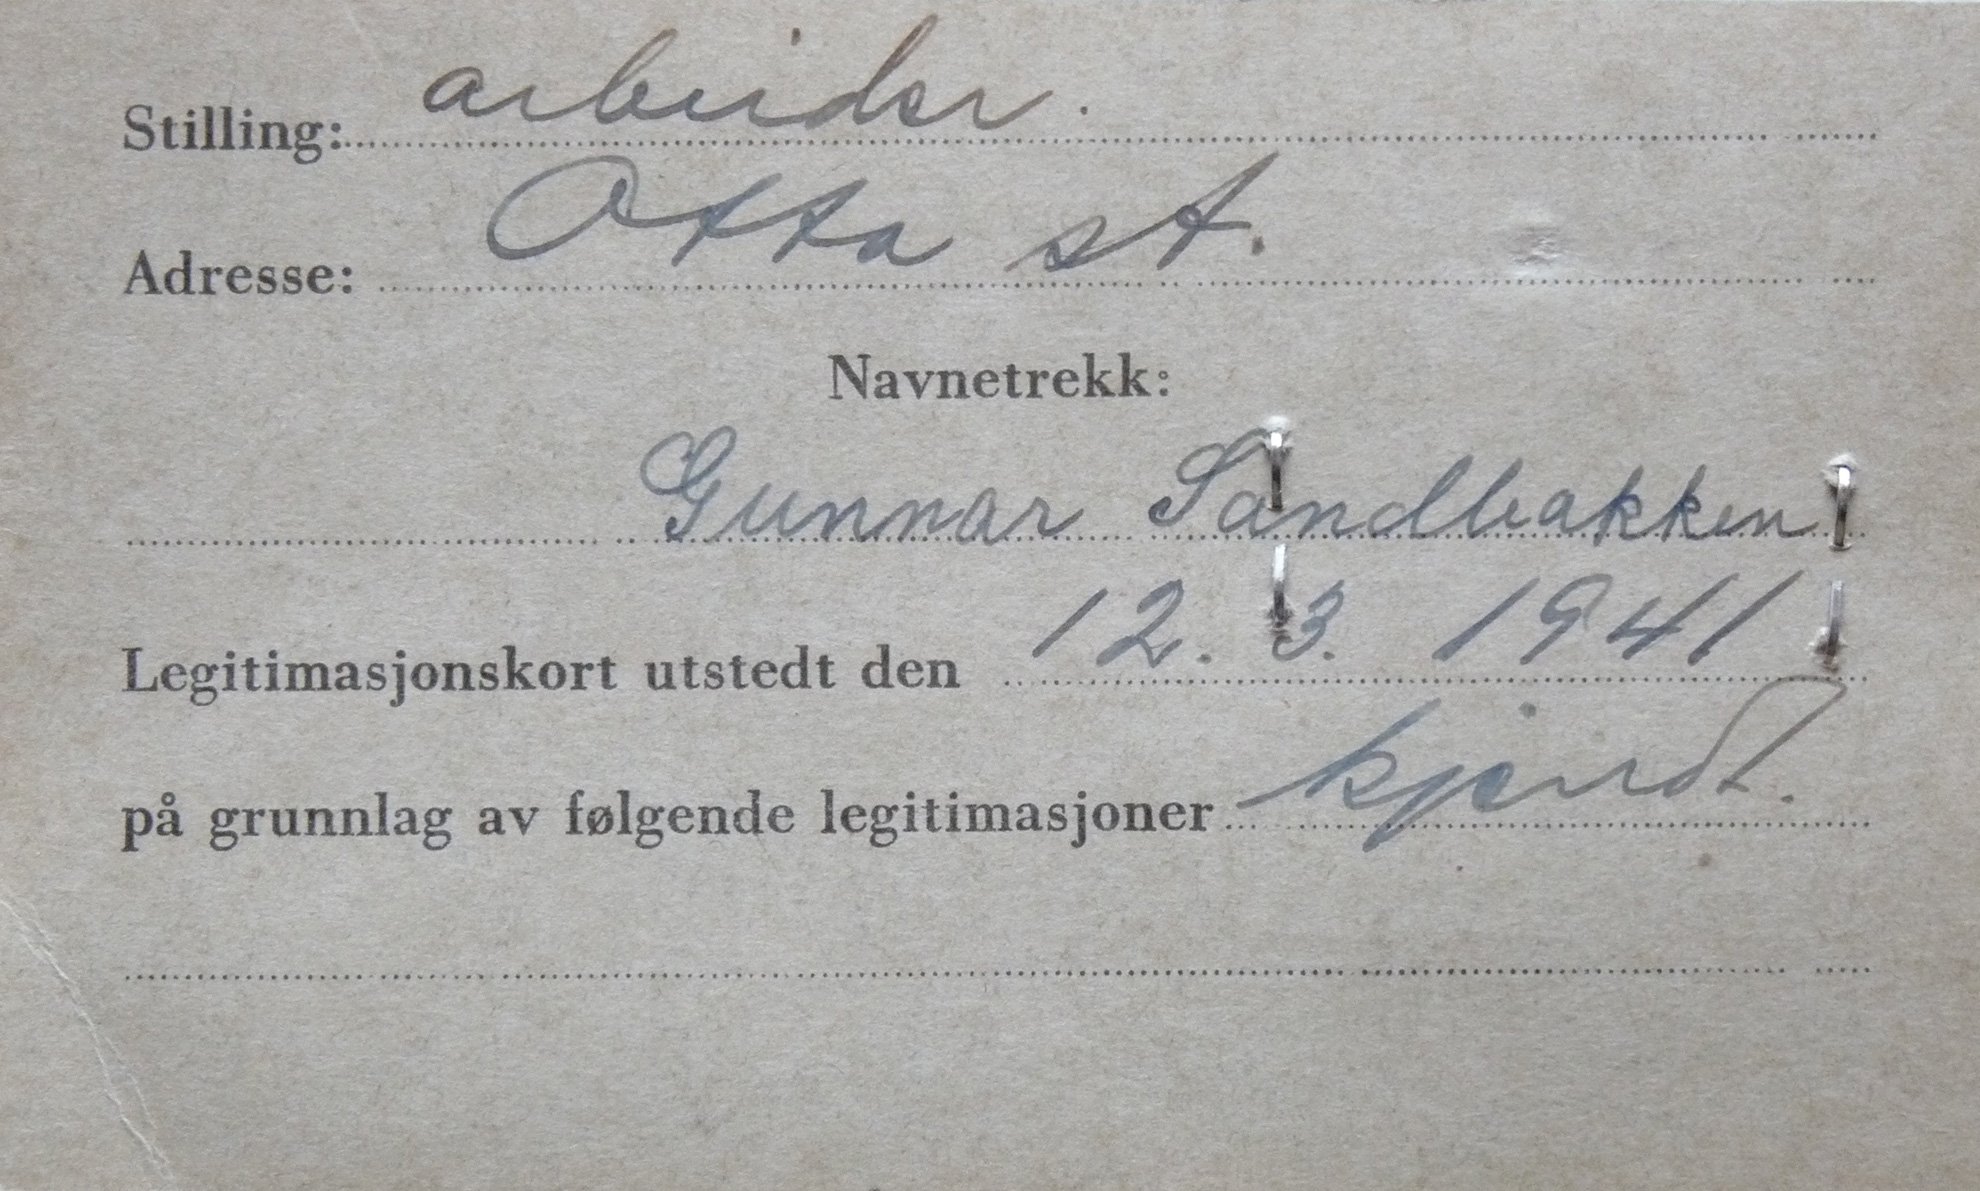 Stilling: arbeider.
Adresse: Otta st.
Navnetrekk:
Gunnar Sandbakken
Legitimasjonskort utstedt den 12. 3. 1941
på grunnlag av følgende legitimasjoner kjendt.